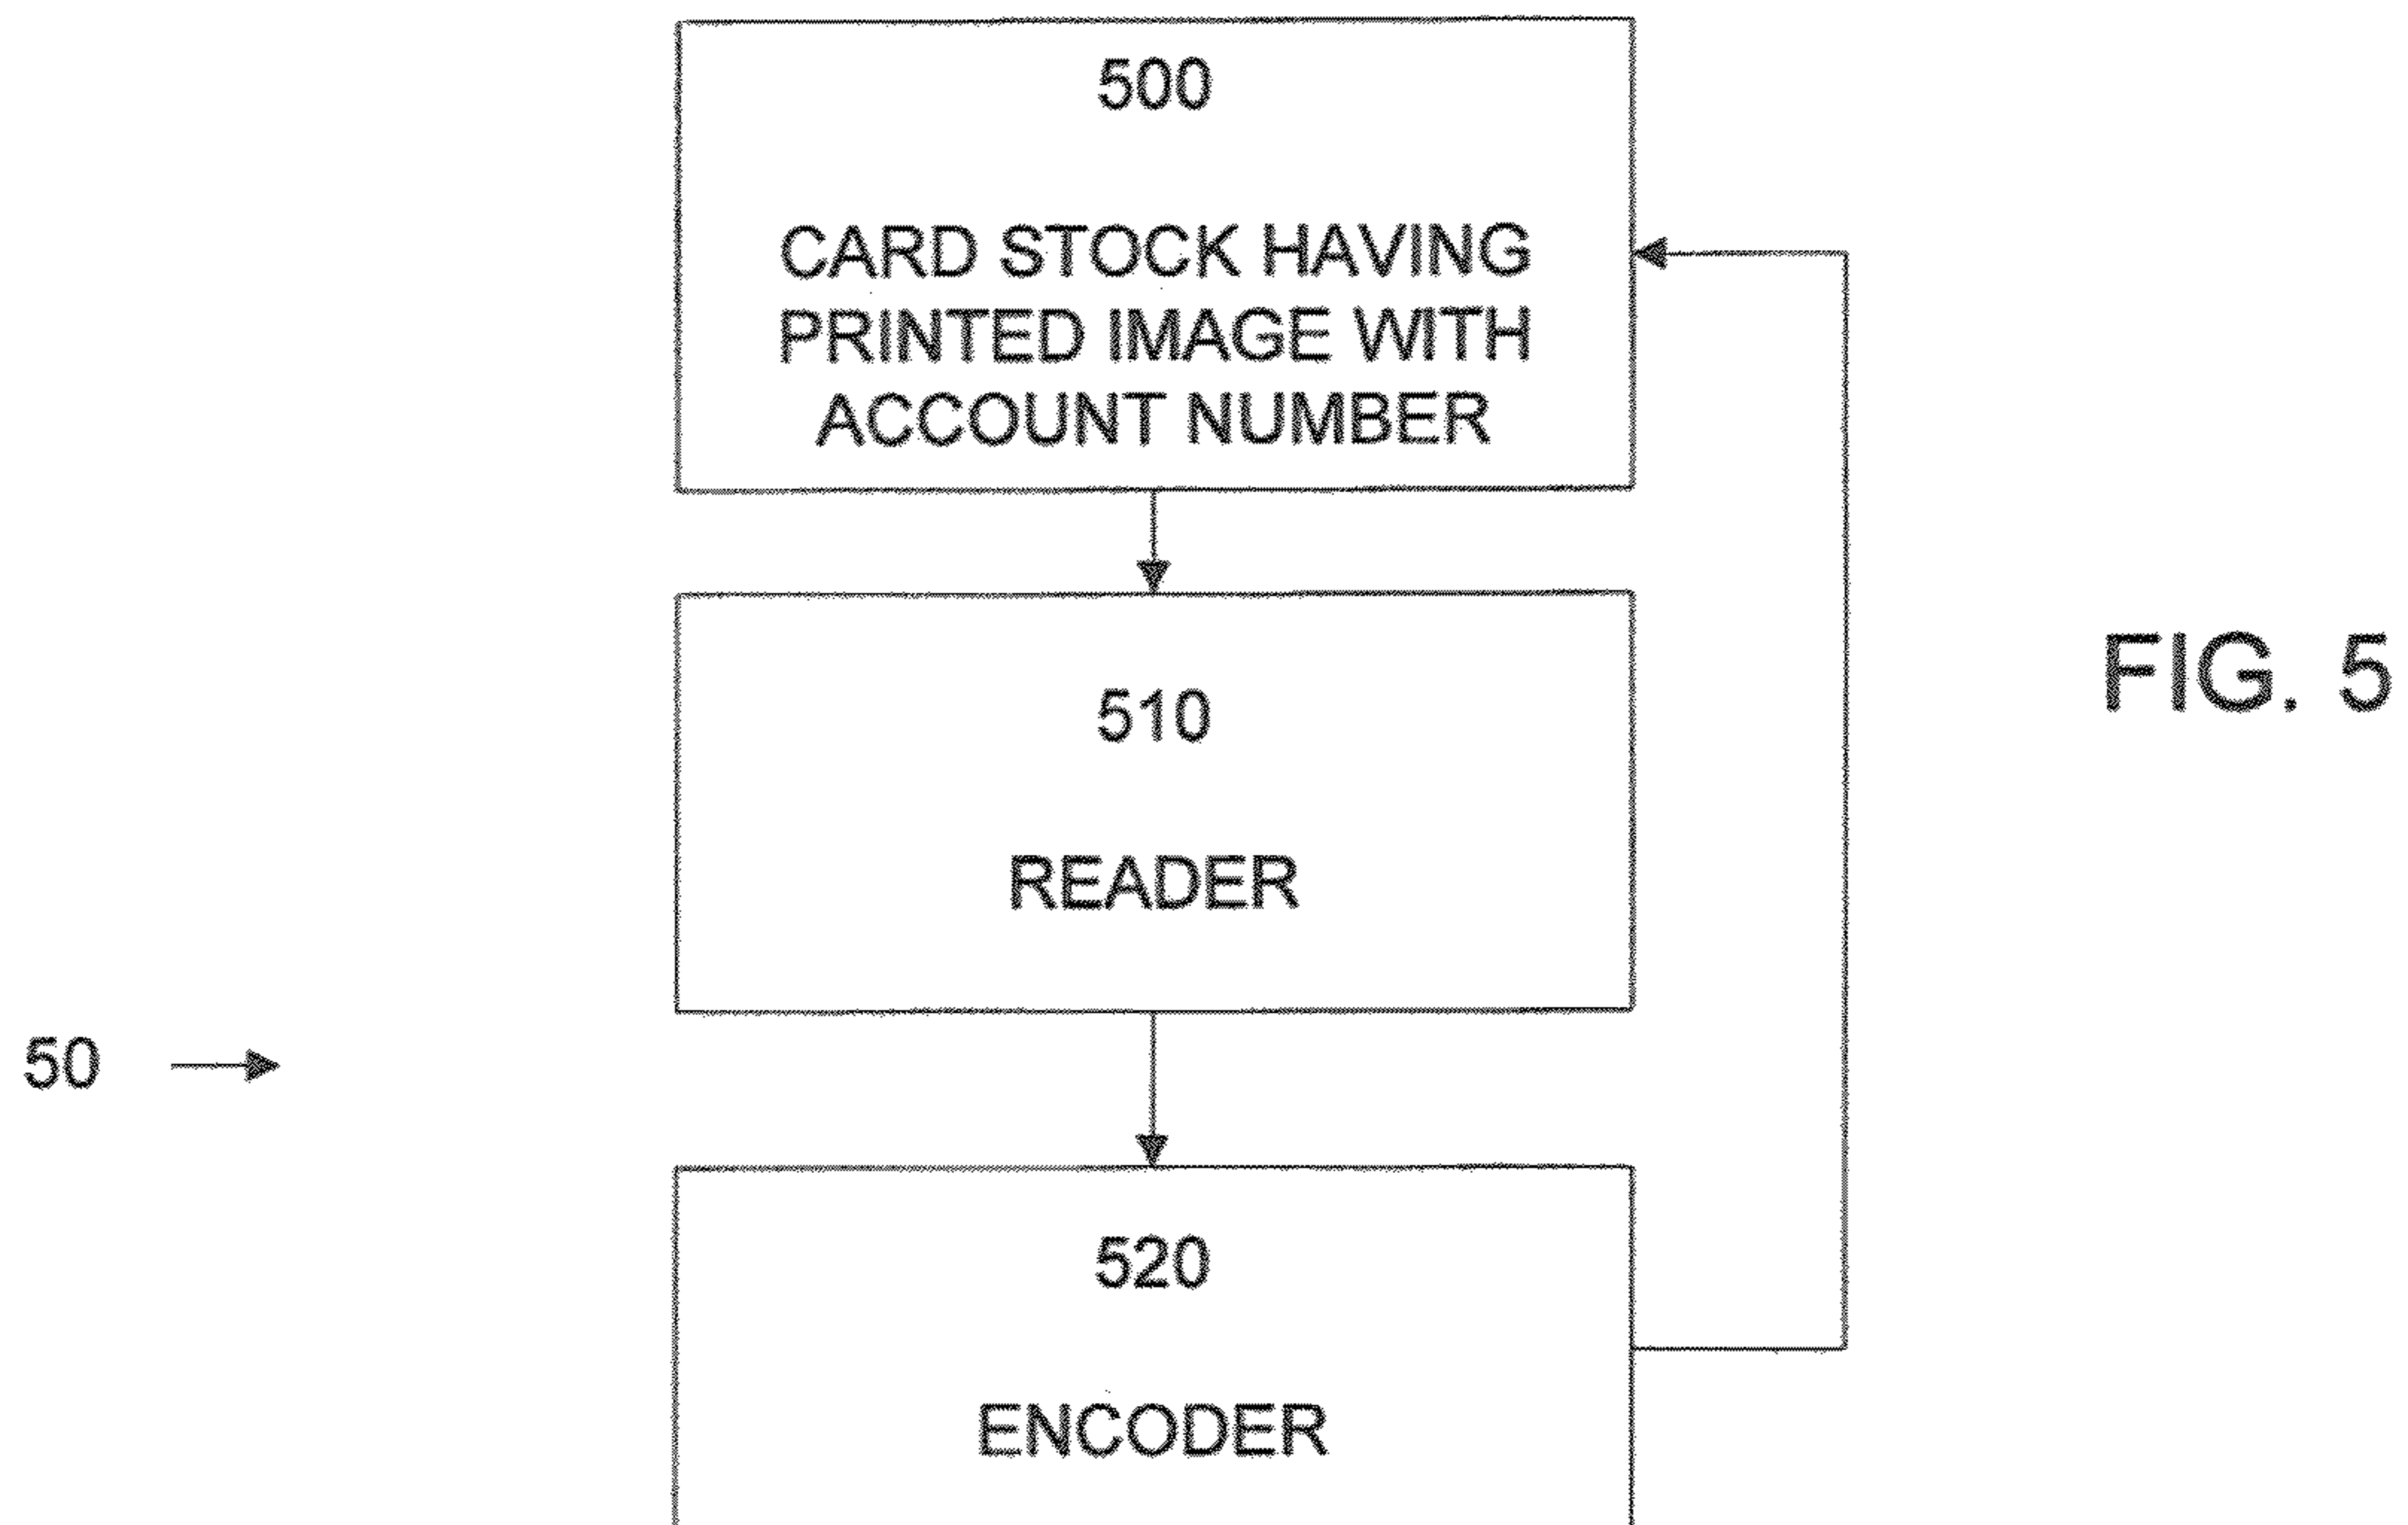 500
CARD STOCK HAVING
PRINTED IMAGE WITH
ACCOUNT NUMBER
510
READER
FIG. 5
50
520
ENCODER